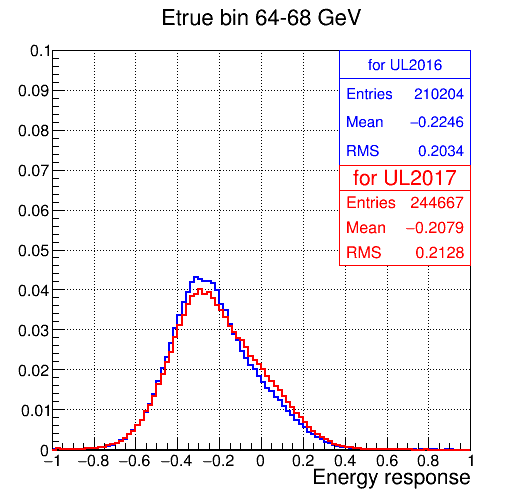 Etrue bin 64-68 GeV
for UL2016
Entries 210204
Mean −0.2246
RMS 0.2034
for UL2017
Entries 244667
Mean −0.2079
RMS 0.2128
0.1
0.09
0.08
0.07
0.06
0.05
0.04
0.03
0.02
0.01
0
−1 −0.8 −0.6 −0.4 −0.2 0 0.2 0.4 0.6 0.8 1
Energy response